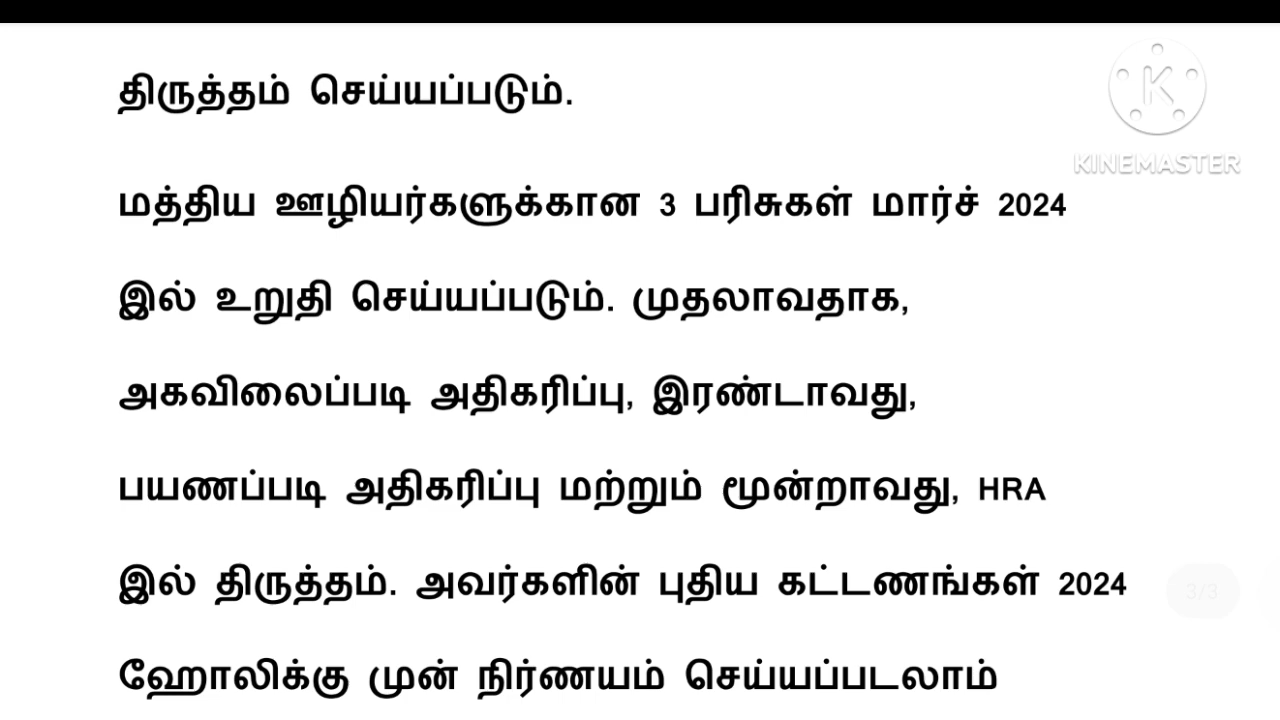 திருத்தம் செய்யப்படும்.
KINEMASTER
மத்திய ஊழியர்களுக்கான 3 பரிசுகள் மார்ச் 2024
இல் உறுதி செய்யப்படும். முதலாவதாக,
அகவிலைப்படி அதிகரிப்பு, இரண்டாவது,
பயணப்படி அதிகரிப்பு மற்றும் மூன்றாவது, HRA
இல் திருத்தம். அவர்களின் புதிய கட்டணங்கள் 2024
3/3
ஹோலிக்கு முன் நிர்ணயம் செய்யப்படலாம்